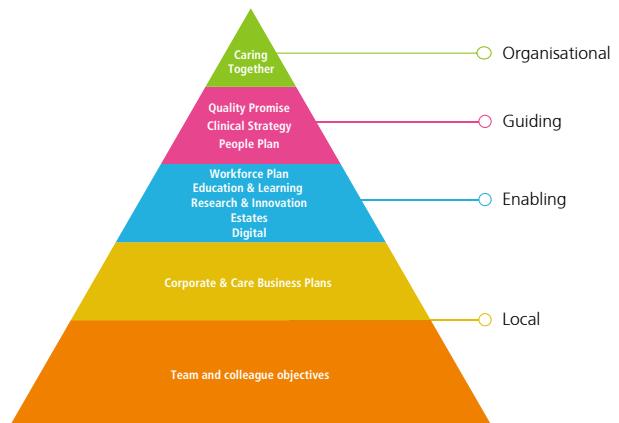 Caring
Together
Organisational
Quality Promise
Clinical Strategy
People Plan
Guiding
Workforce Plan
Education & Learning
Research & Innovation
Estates
Digital
Enabling
Corporate & Care Business Plans
Local
Team and colleague objectives